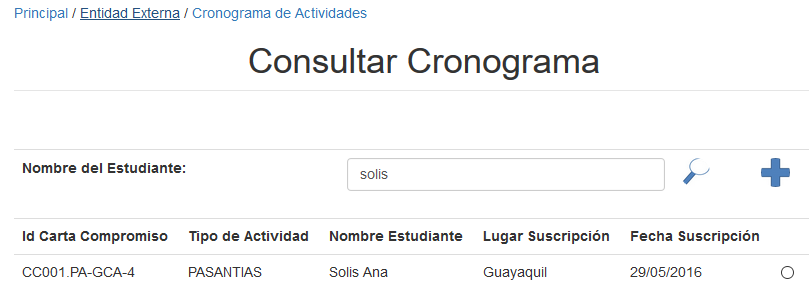 Principal / Entidad Externa / Cronograma de Actividades
Consultar Cronograma
Nombre del Estudiante: solis
Id Carta Compromiso Tipo de Actividad Nombre Estudiante Lugar Suscripción Fecha Suscripción
CC001.PA-GCA-4 PASANTIAS Solis Ana Guayaquil 29/05/2016